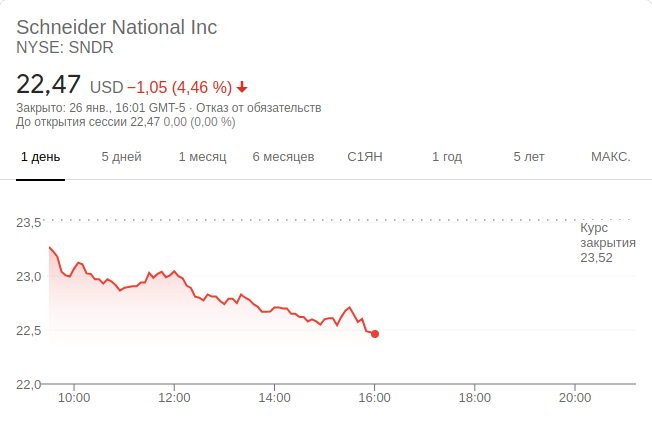 Schneider National Inc
NYSE: SNDR
22,47 USD −1,05 (4,46 %)
Закрыто: 26 янв., 16:01 GMT-5 · Отказ от обязательств
До открытия сессии 22,47 0,00 (0,00 %)
1 день 5 дней 1 месяц 6 месяцев С1ЯН 1 год 5 лет МАКС.
23,5
Курс
закрытия
23,52
23,0
22,5
22,0
10:00 12:00 14:00 16:00 18:00 20:00